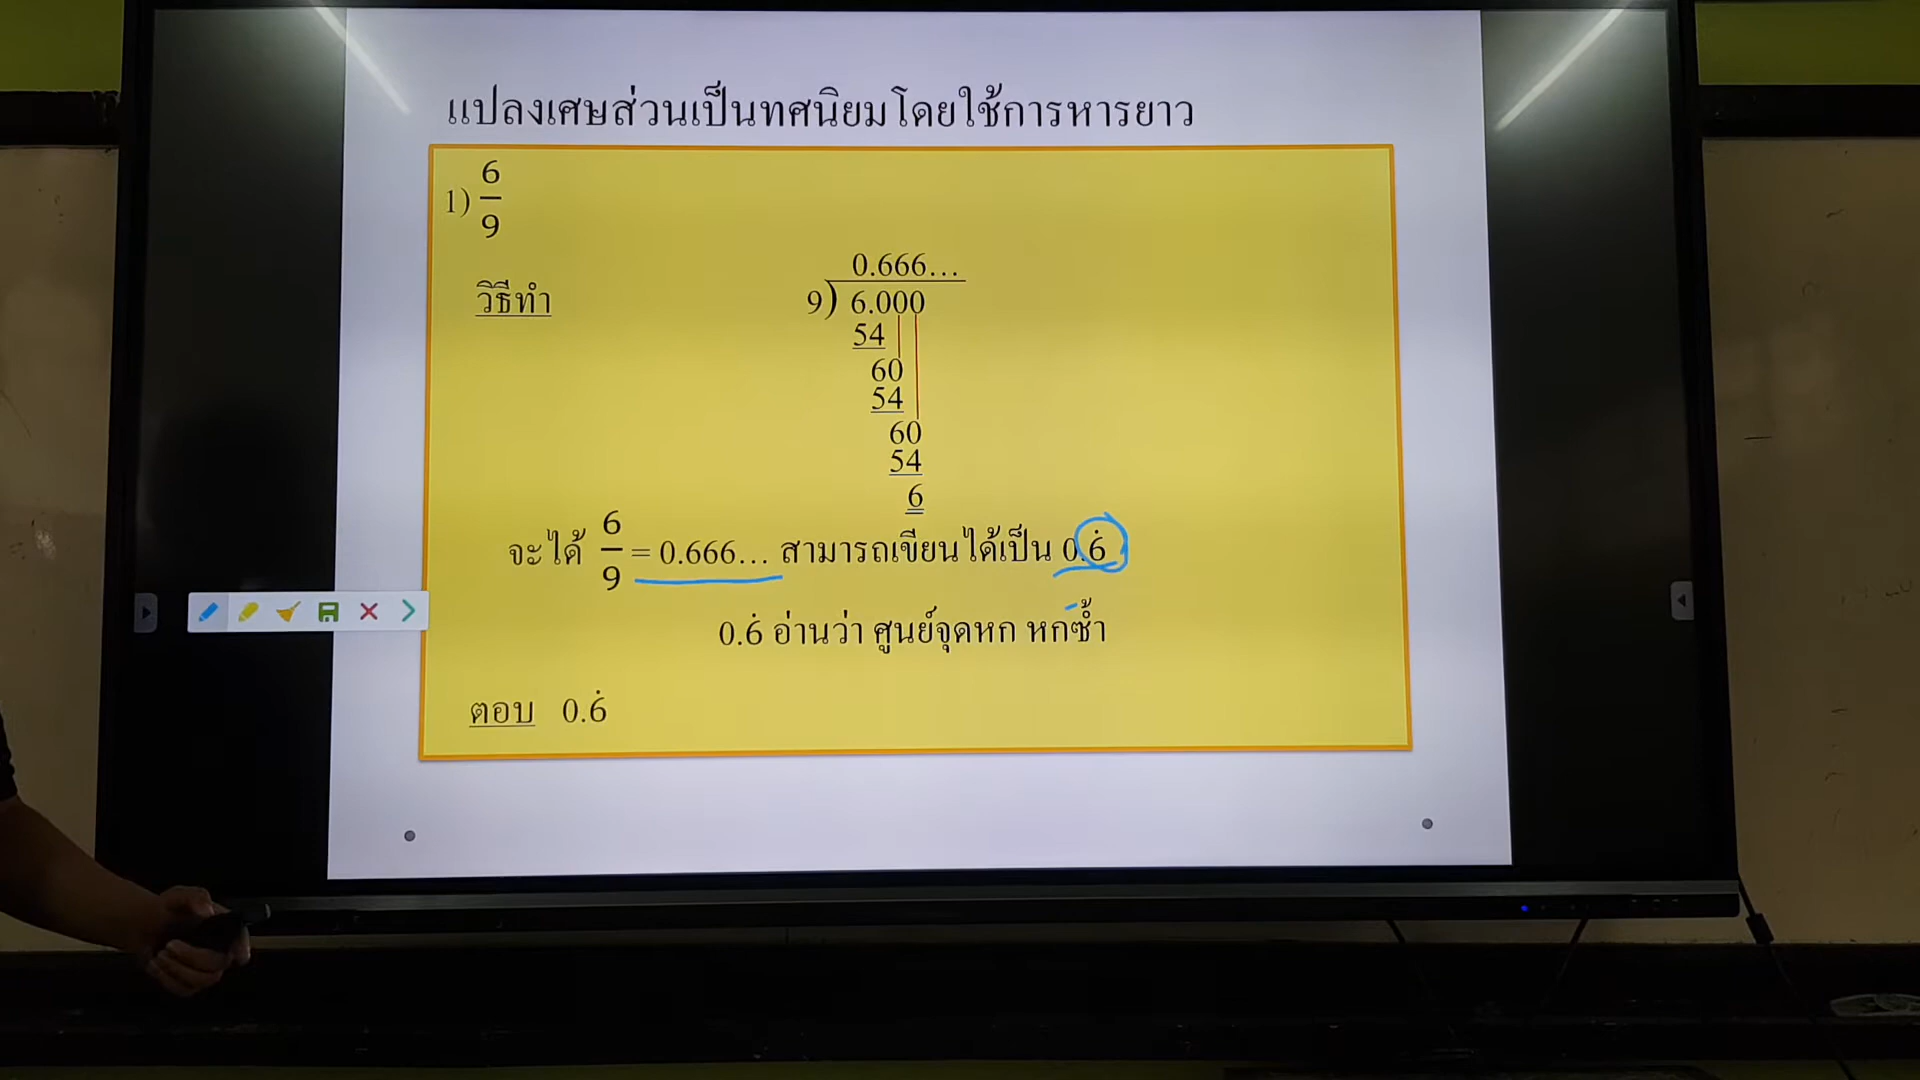 แปลงเศษส่วนเป็นทศนิยมโดยใช้การหารยาว
1) 6/9
วิธีทำ
0.666...
9) 6.000
54
60
54
60
54
6
จะได้ 6/9 = 0.666... สามารถเขียนได้เป็น 0.6̇
0.6̇ อ่านว่า ศูนย์จุดหก หกซ้ำ
ตอบ 0.6̇